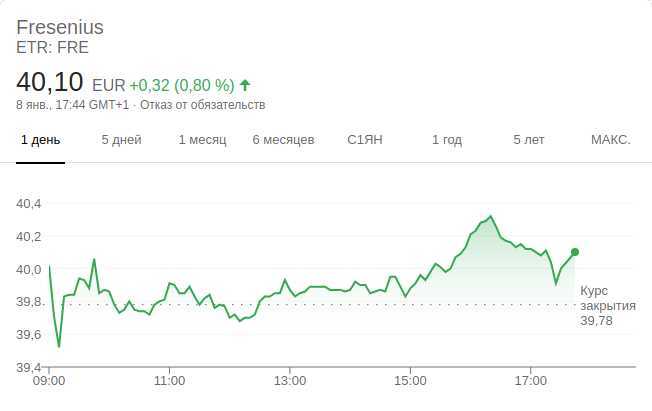 Fresenius
ETR: FRE
40,10 EUR +0,32 (0,80 %)
8 янв., 17:44 GMT+1 · Отказ от обязательств
1 день 5 дней 1 месяц 6 месяцев С1ЯН 1 год 5 лет МАКС.
40,4
40,2
40,0
39,8
39,6
39,4
Курс
закрытия
39,78
09:00 11:00 13:00 15:00 17:00